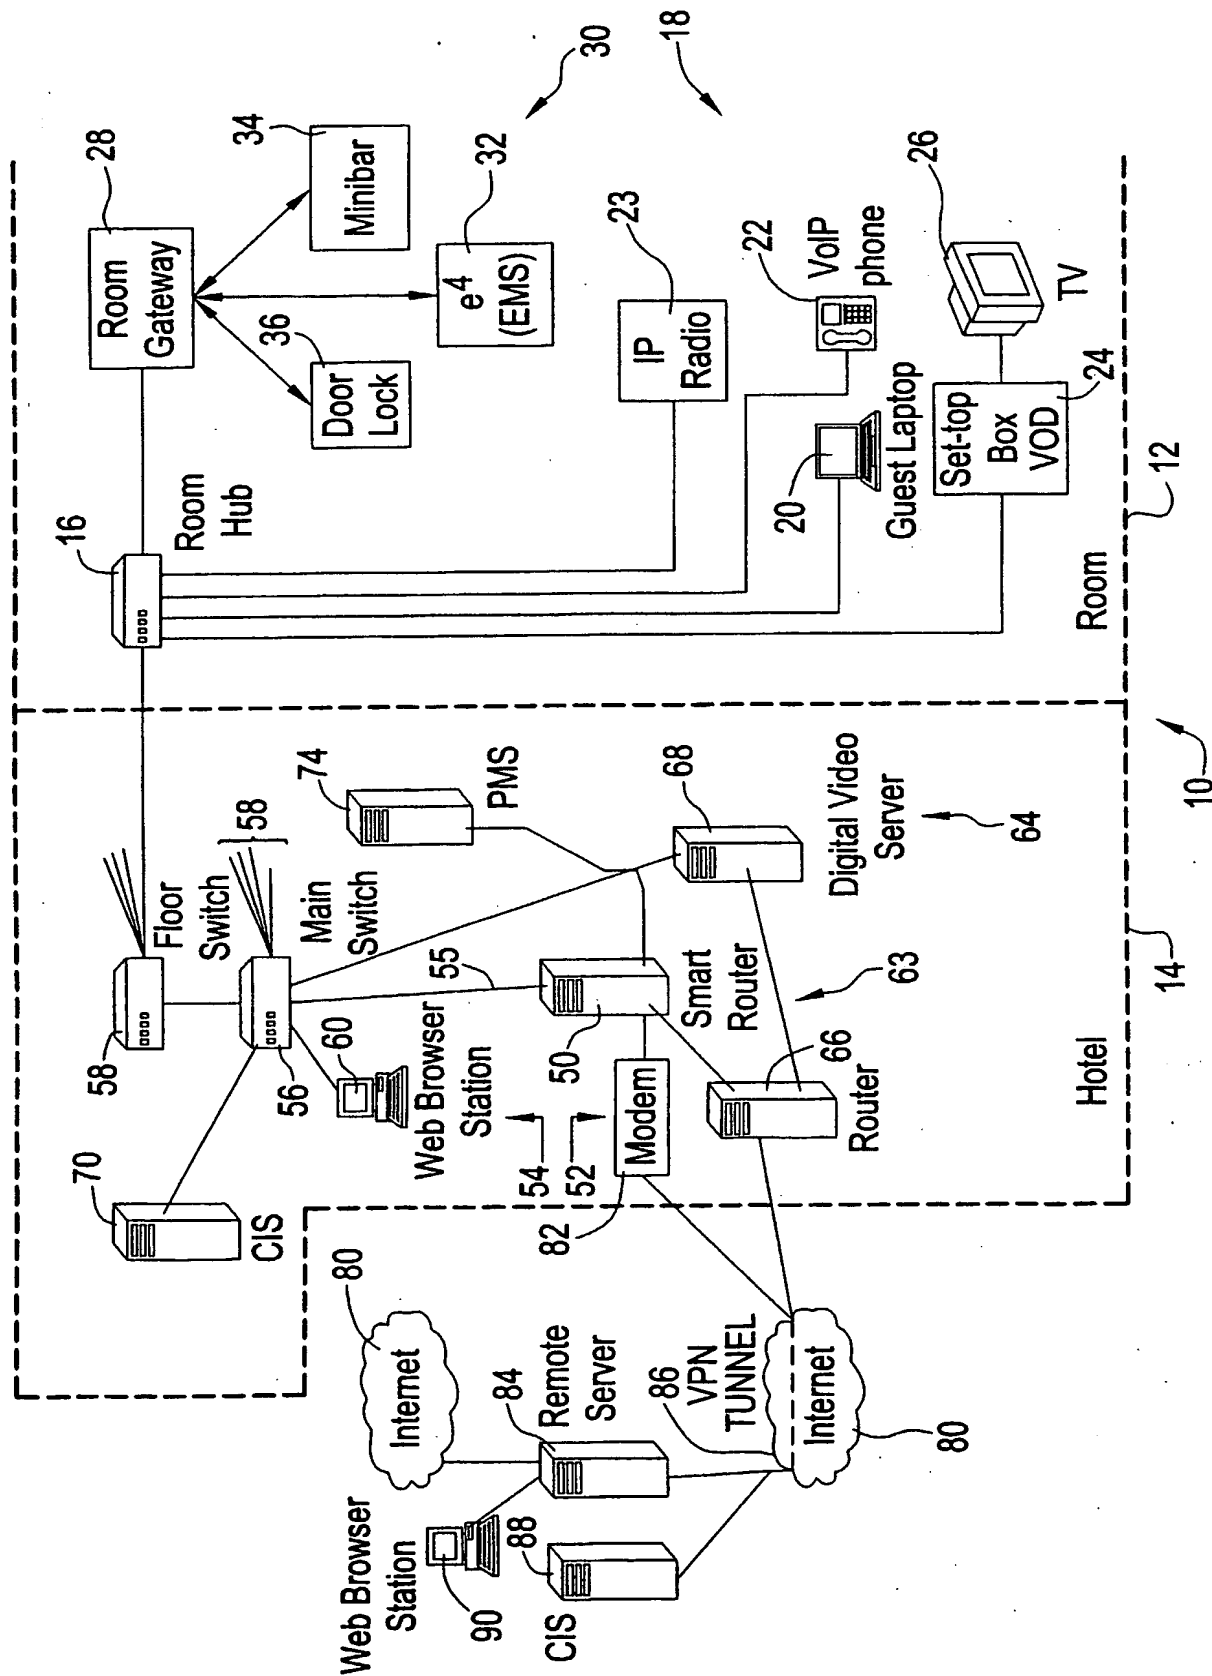 Web Browser
Station
90
CIS
88
Internet
80
84
Remote
Server
86
VPN
TUNNEL
Internet
80
70
CIS
58
Floor
Switch
58
Main
Switch
56
60
Web Browser
Station
54
52
55
50
Smart
Router
Modem
82
66
Router
63
74
PMS
68
Digital Video
Server
64
Hotel
14
10
16
Room
Hub
28
Room
Gateway
34
Minibar
36
Door
Lock
32
e4
(EMS)
30
18
23
IP
Radio
22
VoIP
phone
20
Guest Laptop
26
TV
Set-top
Box
VOD
24
Room
12